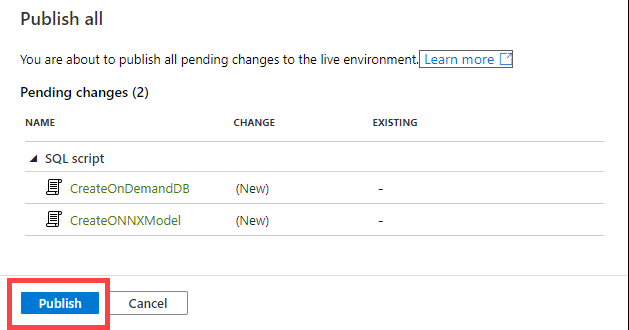 Publish all
You are about to publish all pending changes to the live environment. Learn more
Pending changes (2)
NAME CHANGE EXISTING
SQL script
CreateOnDemandDB (New) -
CreateONNXModel (New) -
Publish Cancel